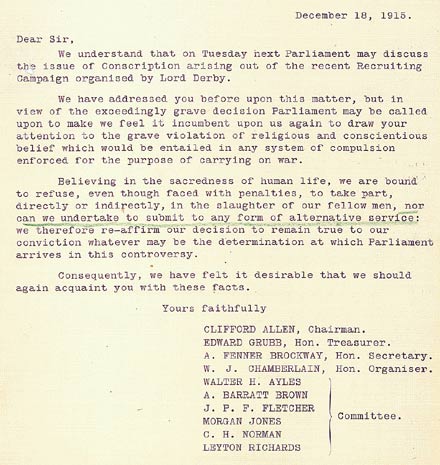 December 18, 1915.
Dear Sir,
We understand that on Tuesday next Parliament may discuss
the issue of Conscription arising out of the recent Recruiting
Campaign organised by Lord Derby.
We have addressed you before upon this matter, but in
view of the exceedingly grave decision Parliament may be called
upon to make we feel it incumbent upon us again to draw your
attention to the grave violation of religious and conscientious
belief which would be entailed in any system of compulsion
enforced for the purpose of carrying on war.
Believing in the sacredness of human life, we are bound
to refuse, even though faced with penalties, to take part,
directly or indirectly, in the slaughter of our fellow men, nor
can we undertake to submit to any form of alternative service:
we therefore re-affirm our decision to remain true to our
conviction whatever may be the determination at which Parliament
arrives in this controversy.
Consequently, we have felt it desirable that we should
again acquaint you with these facts.
Yours faithfully
CLIFFORD ALLEN, Chairman.
EDWARD GRUBB, Hon. Treasurer.
A. FENNER BROCKWAY, Hon. Secretary.
W. J. CHAMBERLAIN, Hon. Organiser.
WALTER H. AYLES
A. BARRATT BROWN
J. P. F. FLETCHER
MORGAN JONES
Committee.
C. H. NORMAN
LEYTON RICHARDS